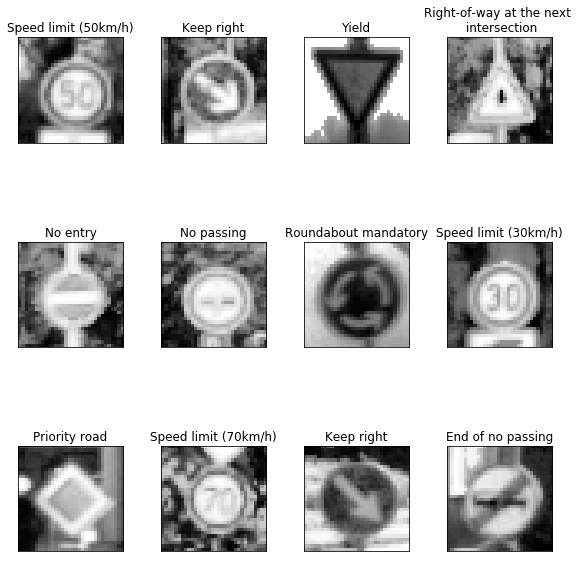 Speed limit (50km/h)
Keep right
Yield
Right-of-way at the next
intersection
50
No entry
No passing
Roundabout mandatory
Speed limit (30km/h)
30
Priority road
Speed limit (70km/h)
Keep right
End of no passing
70